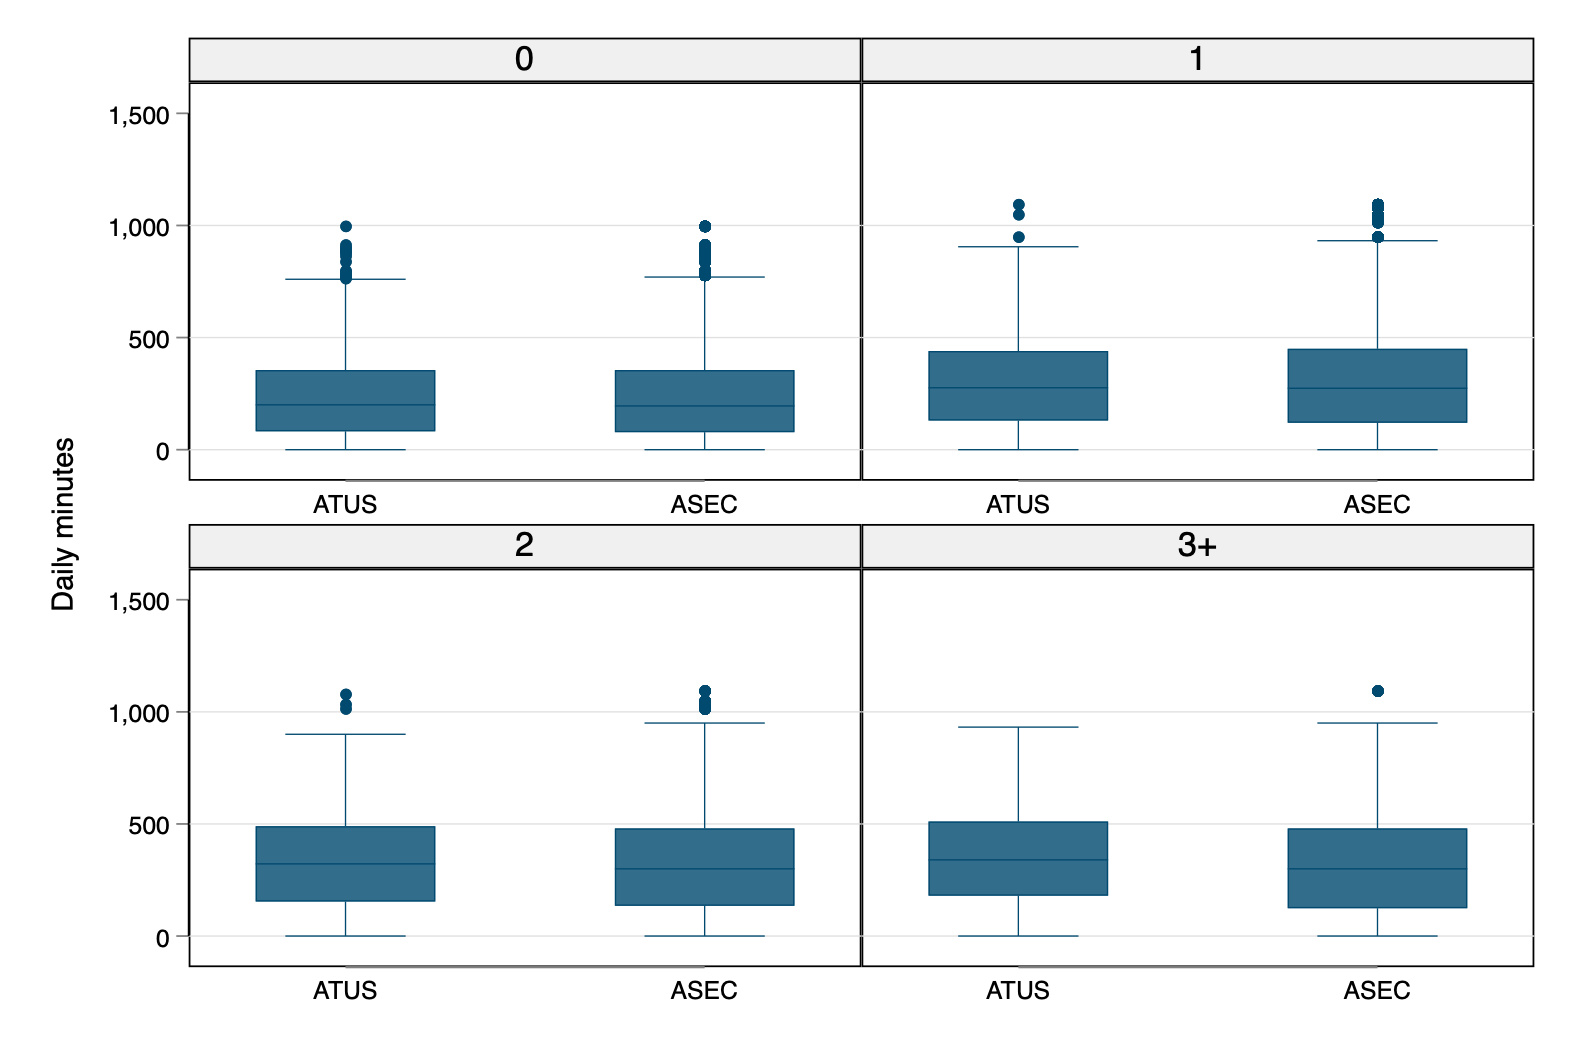 0
1
1,500
1,000
500
0
ATUS
ASEC
ATUS
ASEC
Daily minutes
2
3+
1,500
1,000
500
0
ATUS
ASEC
ATUS
ASEC